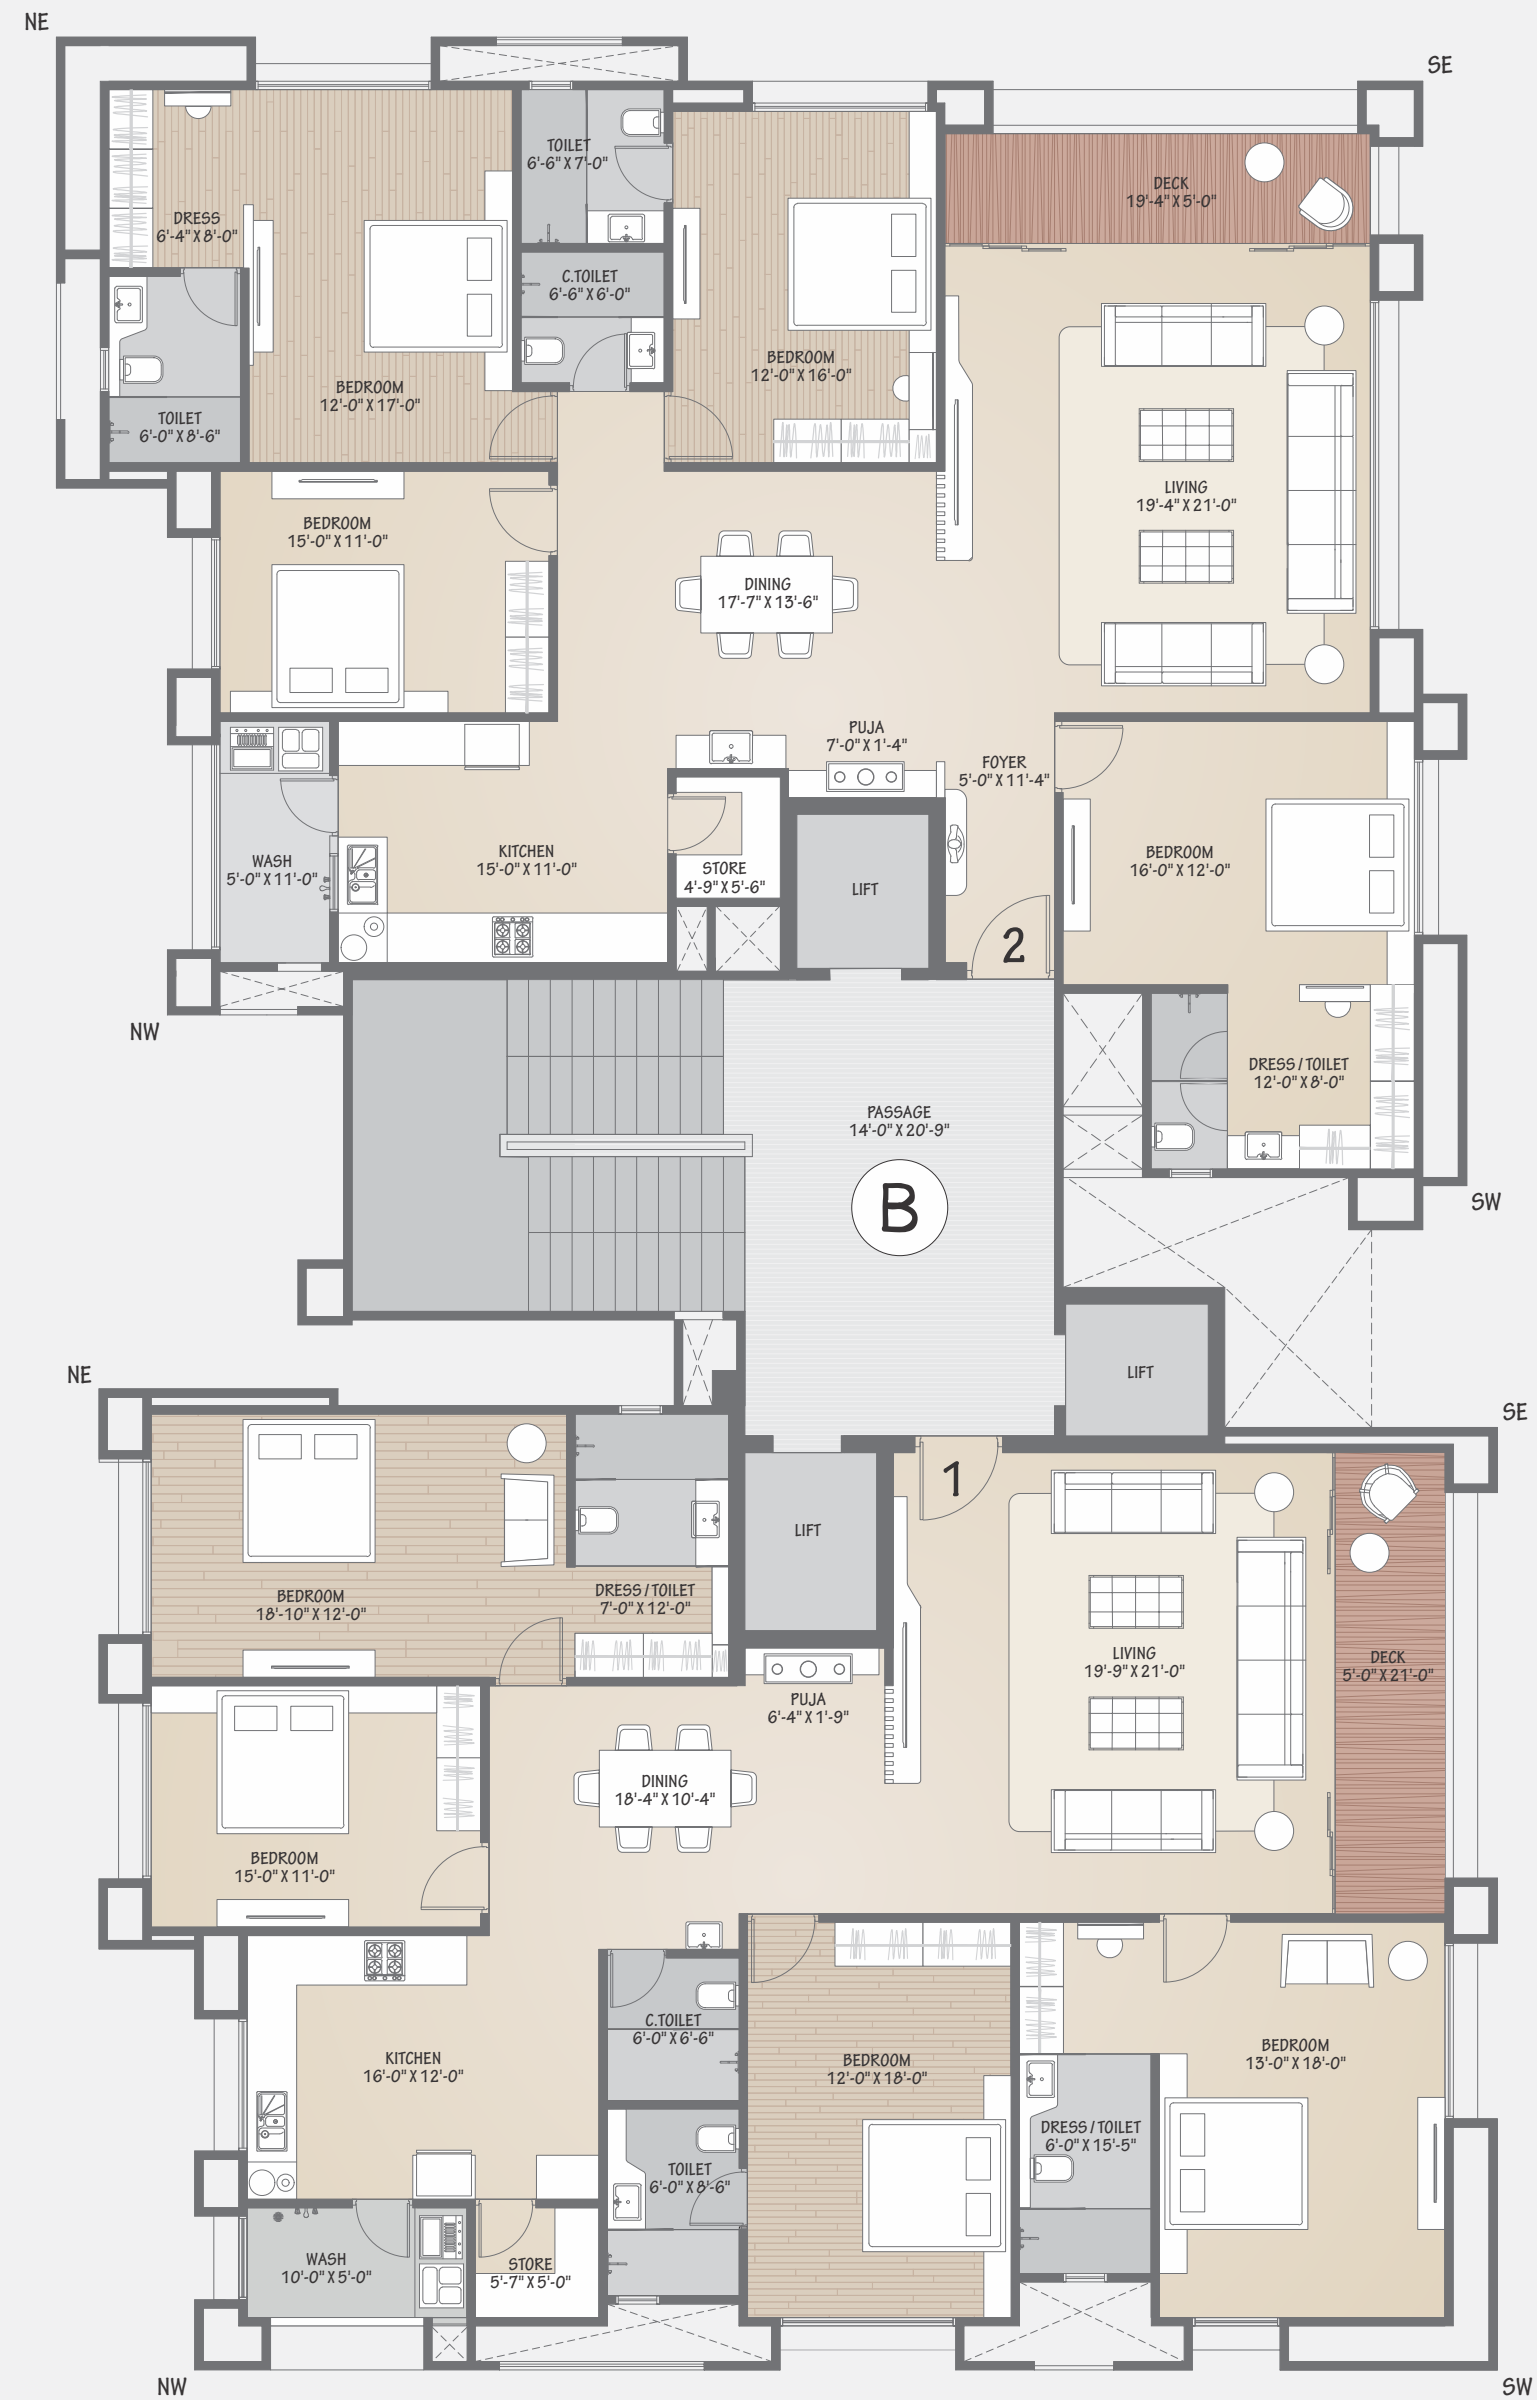 NE
SE
TOILET
6'-6" X 7'-0"
DECK
19'-4" X 5'-0"
DRESS
6'-4" X 8'-0"
C.TOILET
6'-6" X 6'-0"
BEDROOM
12'-0" X 16'-0"
BEDROOM
12'-0" X 17'-0"
TOILET
6'-0" X 8'-6"
LIVING
19'-4" X 21'-0"
BEDROOM
15'-0" X 11'-0"
DINING
17'-7" X 13'-6"
PUJA
7'-0" X 1'-4"
FOYER
5'-0" X 11'-4"
WASH
5'-0" X 11'-0"
KITCHEN
15'-0" X 11'-0"
STORE
4'-9" X 5'-6"
LIFT
BEDROOM
16'-0" X 12'-0"
2
NW
DRESS / TOILET
12'-0" X 8'-0"
PASSAGE
14'-0" X 20'-9"
B
SW
LIFT
NE
SE
1
LIFT
BEDROOM
18'-10" X 12'-0"
DRESS / TOILET
7'-0" X 12'-0"
LIVING
19'-9" X 21'-0"
DECK
5'-0" X 21'-0"
PUJA
6'-4" X 1'-9"
DINING
18'-4" X 10'-4"
BEDROOM
15'-0" X 11'-0"
C.TOILET
6'-0" X 6'-6"
KITCHEN
16'-0" X 12'-0"
BEDROOM
12'-0" X 18'-0"
BEDROOM
13'-0" X 18'-0"
DRESS / TOILET
6'-0" X 15'-5"
TOILET
6'-0" X 8'-6"
WASH
10'-0" X 5'-0"
STORE
5'-7" X 5'-0"
NW
SW